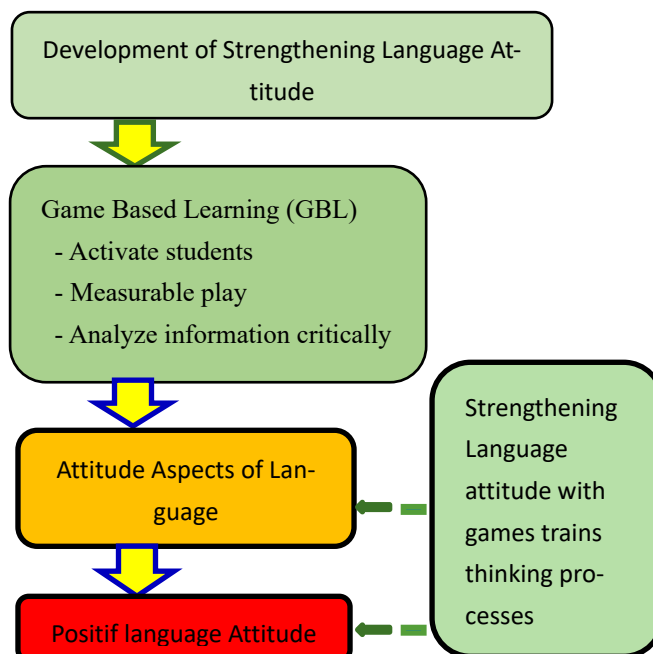 Development of Strengthening Language At-
titude
Game Based Learning (GBL)
- Activate students
- Measurable play
- Analyze information critically
Attitude Aspects of Lan-
guage
Strengthening
Language
attitude with
games trains
thinking pro-
cesses
Positif language Attitude